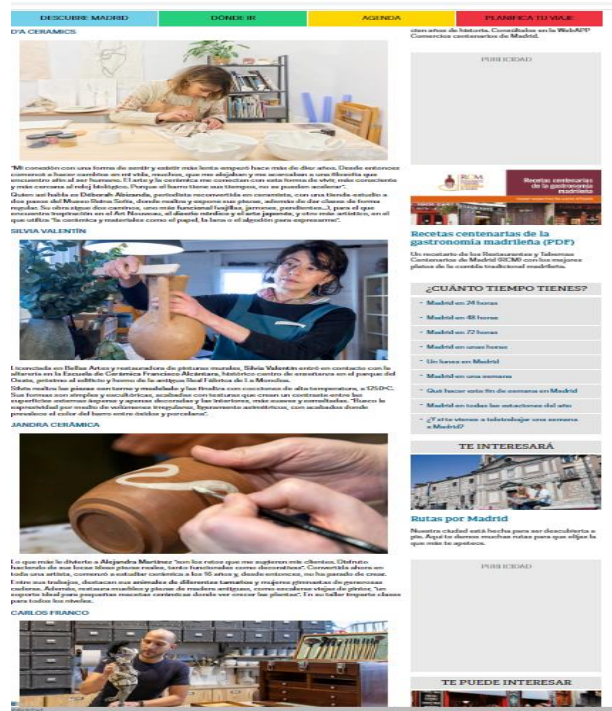 DESCUBRE MADRID
DÓNDE IR
AGENDA
PLANIFICA TU VIAJE
D'A CERAMICS
"Mi conexión con una forma de sentir y existir más lenta empezó hace más de diez años. Desde entonces
comencé a hacer cambios en mi vida, muchos, que me alejaban y me acercaban a una filosofía que
encuentro afín al ser humano. El arte y la cerámica me conectan con esta forma de vivir, más consciente
y más cercana al reloj biológico. Porque el barro tiene sus tiempos, no se pueden acelerar".
Quien así habla es Déborah Abizanda, periodista reconvertida en ceramista, con una tienda-estudio a
dos pasos del Museo Reina Sofía, donde realiza y expone sus piezas, además de dar clases de forma
regular. Su obra sigue dos caminos, uno más funcional (vajillas, jarrones, pendientes...), para el que
encuentra inspiración en el Art Nouveau, el diseño nórdico y el arte japonés, y otro más artístico, en el
que utiliza "la cerámica y materiales como el papel, la lana o el algodón para expresarme".
SILVIA VALENTÍN
Licenciada en Bellas Artes y restauradora de pinturas murales, Silvia Valentín entró en contacto con la
alfarería en la Escuela de Cerámica Francisco Alcántara, histórico centro de enseñanza en el parque del
Oeste, próximo al edificio y horno de la antigua Real Fábrica de La Moncloa.
Silvia realiza las piezas con torno y modelado y las finaliza con cocciones de alta temperatura, a 1250ºC.
Sus formas son simples y escultóricas, acabadas con texturas que crean un contraste entre las
superficies externas ásperas y apenas decoradas y las interiores, más suaves y esmaltadas. "Busco la
expresividad por medio de volúmenes irregulares, ligeramente asimétricos, con acabados donde
prevalece el color del barro entre óxidos y porcelana".
JANDRA CERÁMICA
Lo que más le divierte a Alejandra Martínez "son los retos que me sugieren mis clientes. Disfruto
haciendo de sus locas ideas piezas reales, tanto funcionales como decorativas". Convertida ahora en
toda una artista, comenzó a estudiar cerámica a los 16 años y, desde entonces, no ha parado de crear.
Entre sus trabajos, destacan sus animales de diferentes tamaños y mujeres gimnastas de generosas
caderas. Además, restaura muebles y piezas de madera antiguos, como escaleras viejas de pintor, "un
soporte ideal para pequeñas macetas cerámicas donde ver crecer las plantas". En su taller imparte clases
para todos los niveles.
CARLOS FRANCO
cien años de historia. Consúltalos en la WebAPP
Comercios centenarios de Madrid.
PUBLICIDAD
RCM
Recetas centenarias
de la gastronomía
madrileña
Recetas centenarias de la
gastronomía madrileña (PDF)
Un recetario de los Restaurantes y Tabernas
Centenarios de Madrid (RCM) con los mejores
platos de la comida tradicional madrileña.
¿CUÁNTO TIEMPO TIENES?
- Madrid en 24 horas
- Madrid en 48 horas
- Madrid en 72 horas
- Madrid en unas horas
- Un lunes en Madrid
- Madrid en una semana
- Qué hacer este fin de semana en Madrid
- Madrid en todas las estaciones del año
- ¿Y si te vienes a teletrabajar una semana
a Madrid?
TE INTERESARÁ
Rutas por Madrid
Nuestra ciudad está hecha para ser descubierta a
pie. Aquí te damos muchas rutas para que elijas la
que más te apetece.
PUBLICIDAD
TE PUEDE INTERESAR